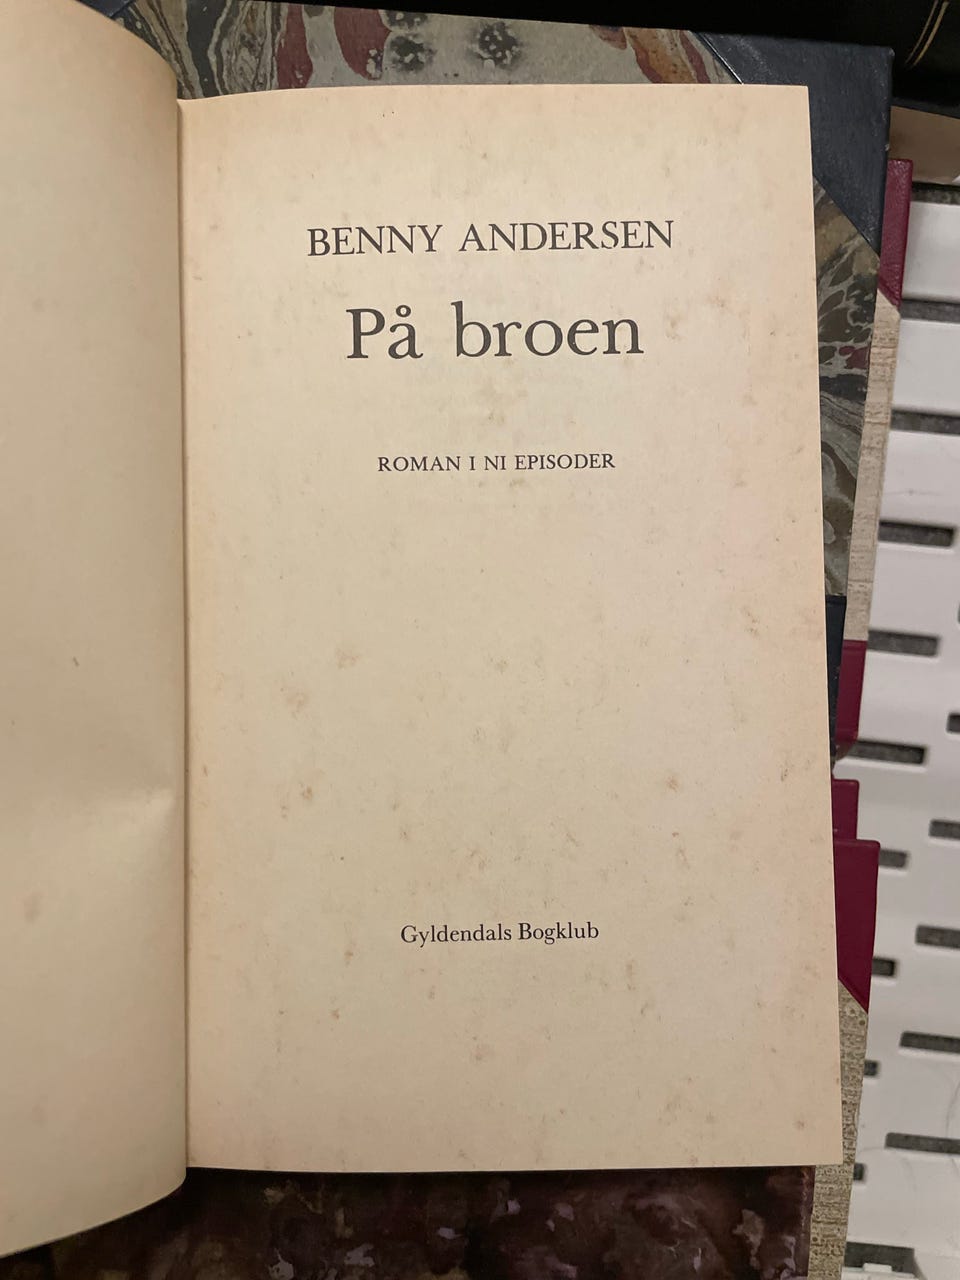 BENNY ANDERSEN
På broen
ROMAN I NI EPISODER
Gyldendals Bogklub